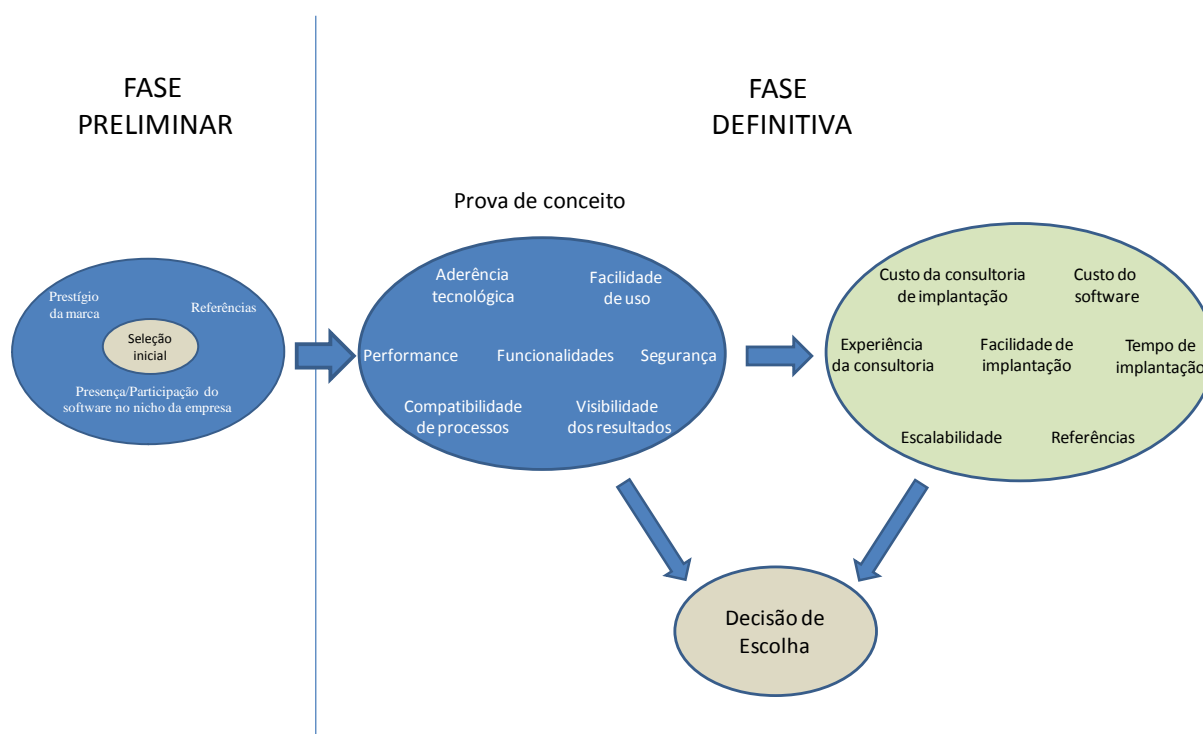 FASE
PRELIMINAR
FASE
DEFINITIVA
Prova de conceito
Prestígio
da marca
Referências
Seleção
inicial
Presença/Participação do
software no nicho da empresa
Aderência
tecnológica
Facilidade
de uso
Performance
Funcionalidades
Segurança
Compatibilidade
de processos
Visibilidade
dos resultados
Custo da consultoria
de implantação
Custo do
software
Experiência
da consultoria
Facilidade de
implantação
Tempo de
implantação
Escalabilidade
Referências
Decisão de
Escolha